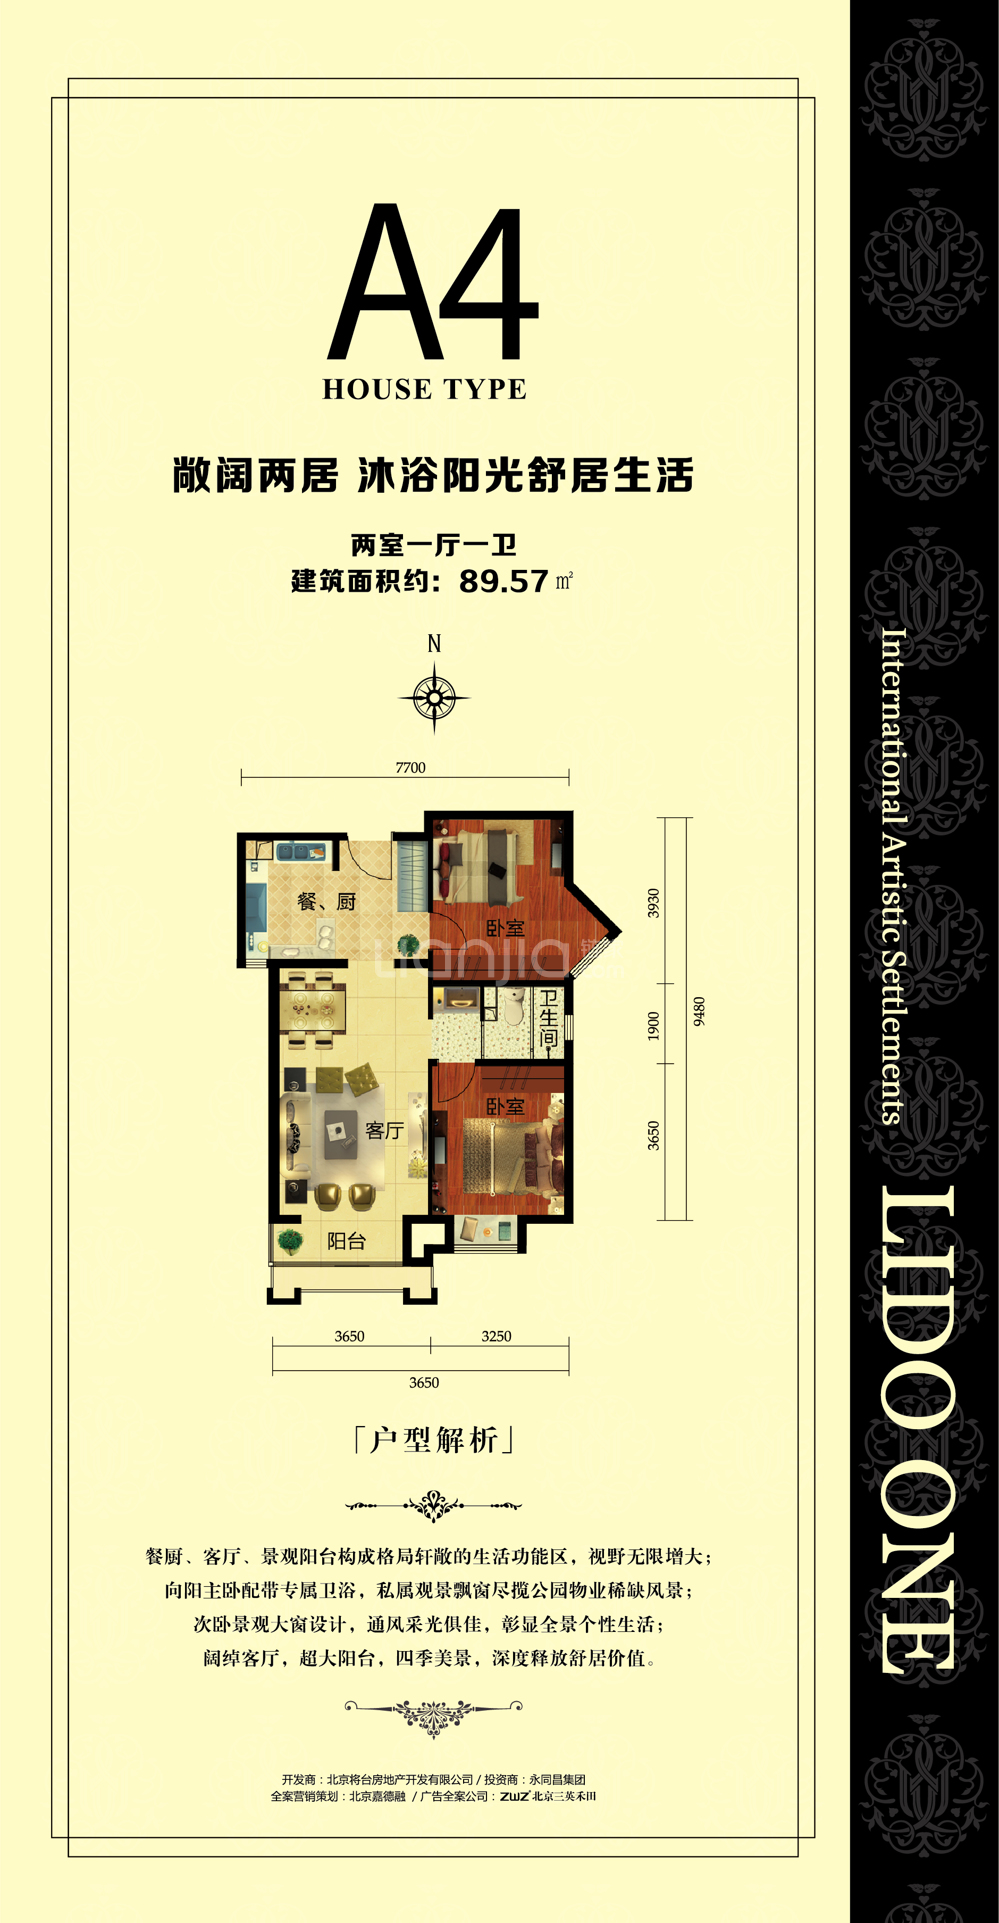 A4
HOUSE TYPE
敞阔两居 沐浴阳光舒居生活
两室一厅一卫
建筑面积约：89.57㎡
N
7700
餐、厨
卧室
3930
卫生间
1900
9480
卧室
客厅
3650
阳台
3650
3250
3650
「户型解析」
餐厨、客厅、景观阳台构成格局轩敞的生活功能区，视野无限增大；
向阳主卧配带专属卫浴，私属观景飘窗尽揽公园物业稀缺风景；
次卧景观大窗设计，通风采光俱佳，彰显全景个性生活；
阔绰客厅，超大阳台，四季美景，深度释放舒居价值。
开发商：北京将台房地产开发有限公司 / 投资商：永同昌集团
全案营销策划：北京嘉德融 / 广告全案公司：ZWZ 北京三英禾田
International Artistic Settlements
LIDO ONE